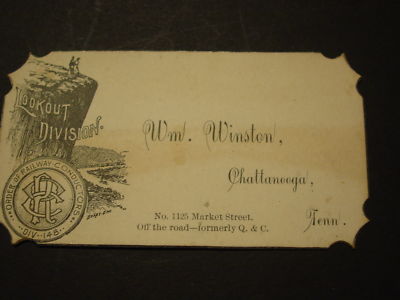 LOOKOUT
DIVISION.
Wm. Winston,
Chattanooga,
Tenn.
No. 1125 Market Street.
Off the road—formerly Q. & C.
ORDER OF RAILWAY CONDUCTORS
DIV. 148